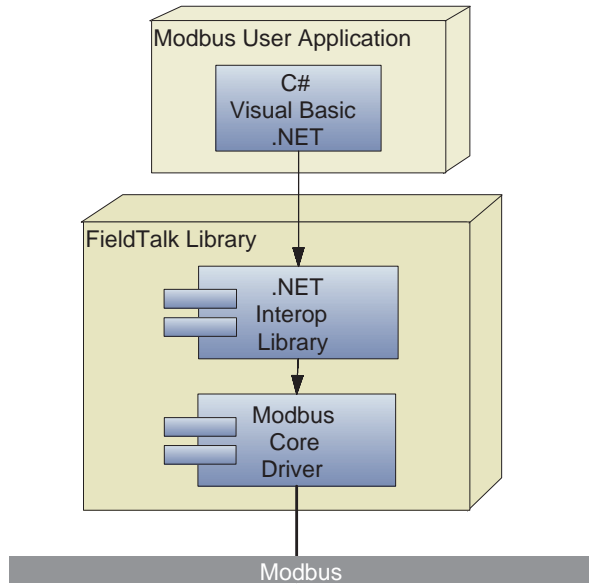 Modbus User Application
C#
Visual Basic
.NET
FieldTalk Library
.NET
Interop
Library
Modbus
Core
Driver
Modbus